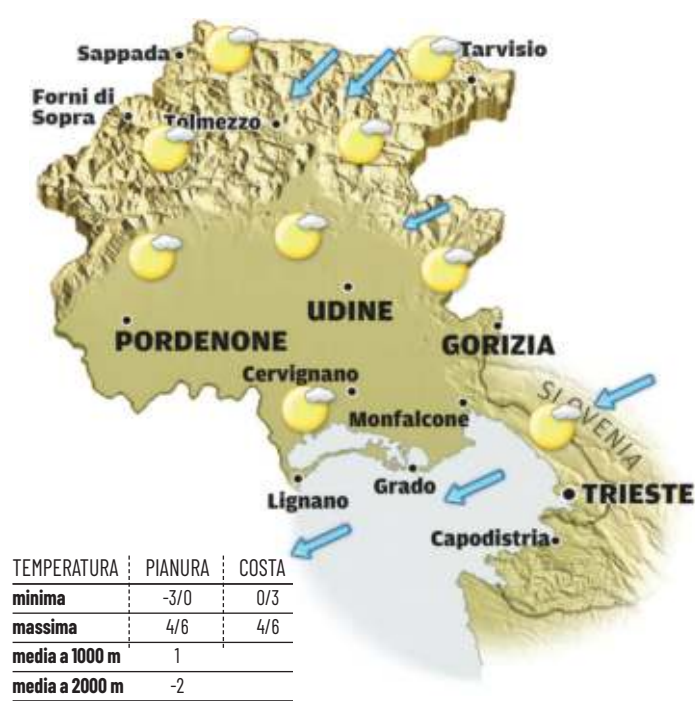 Sappada
Tarvisio
Forni di
Sopra
Tolmezzo
UDINE
PORDENONE
GORIZIA
Cervignano
SLOVENIA
Monfalcone
Grado
Lignano
TRIESTE
Capodistria
TEMPERATURA PIANURA COSTA
minima -3/0 0/3
massima 4/6 4/6
media a 1000 m 1
media a 2000 m -2